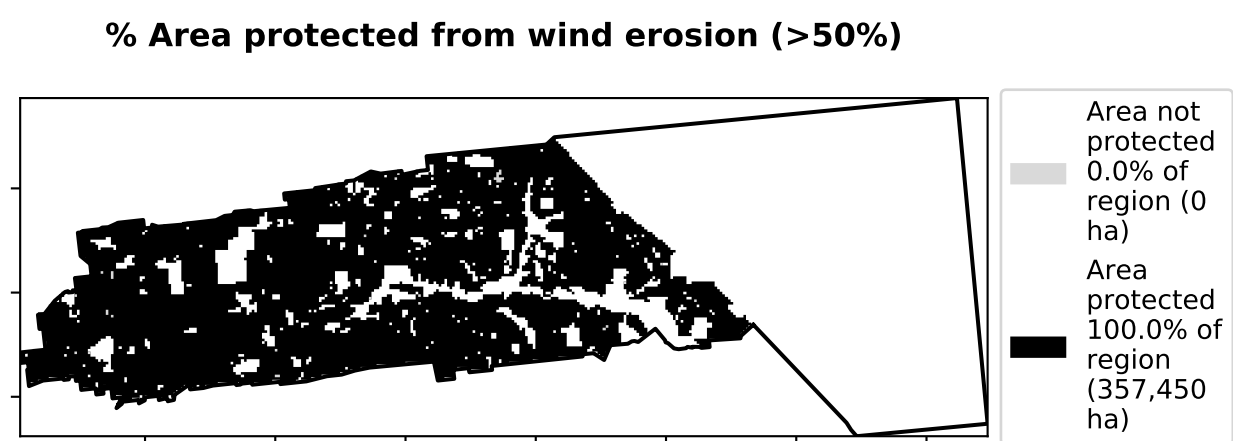 % Area protected from wind erosion (>50%)
Area not
protected
0.0% of
region (0
ha)
Area
protected
100.0% of
region
(357,450
ha)